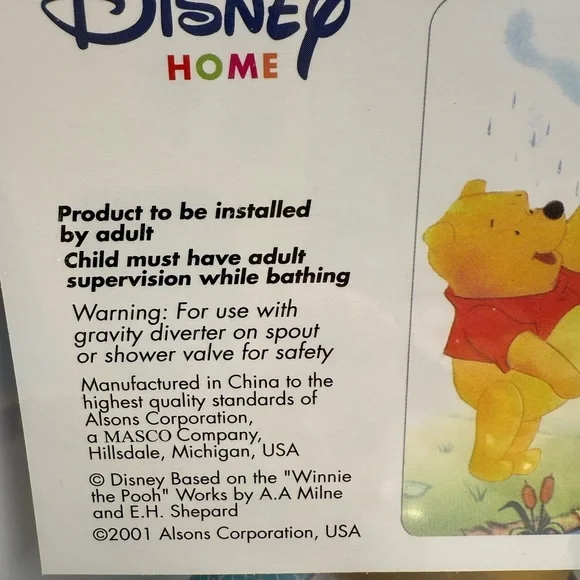 Disney
HOME
Product to be installed
by adult
Child must have adult
supervision while bathing
Warning: For use with
gravity diverter on spout
or shower valve for safety
Manufactured in China to the
highest quality standards of
Alsons Corporation,
a MASCO Company,
Hillsdale, Michigan, USA
© Disney Based on the "Winnie
the Pooh" Works by A.A Milne
and E.H. Shepard
©2001 Alsons Corporation, USA